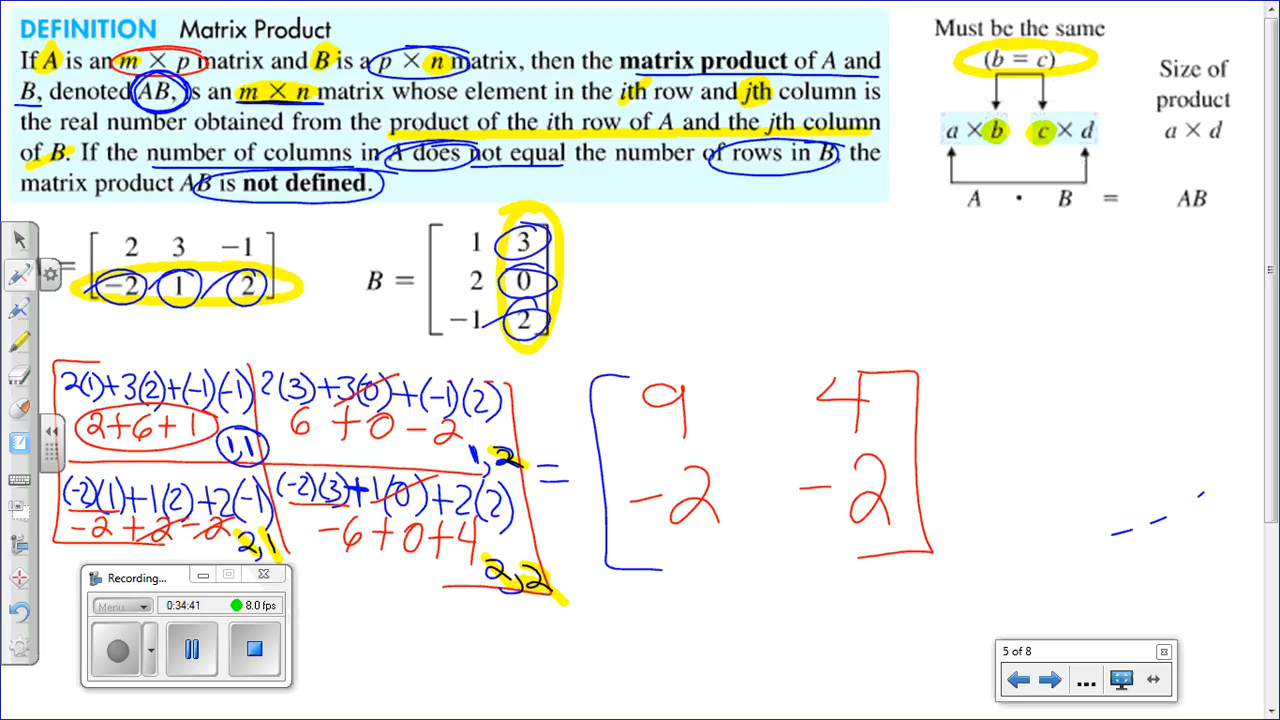 DEFINITION Matrix Product
If A is an m × p matrix and B is a p × n matrix, then the matrix product of A and
B, denoted AB, is an m × n matrix whose element in the ith row and jth column is
the real number obtained from the product of the ith row of A and the jth column
of B. If the number of columns in A does not equal the number of rows in B, the
matrix product AB is not defined.
Must be the same
(b = c)
Size of
product
a × b c × d a × d
A · B = AB
= [ 2 3 −1
−2 1 2 ]
B = [ 1 3
2 0
−1 2 ]
2(1)+3(2)+(-1)(-1) 2(3)+3(0)+(-1)(2)
2+6+1 6+0-2
1,1 1,2
(-2)(1)+1(2)+2(-1) (-2)(3)+1(0)+2(2)
-2+2-2 -6+0+4
2,1 2,2
= [ 9 4
-2 -2 ]
Recording...
Menu
0:34:41 8.0 fps
5 of 8
...